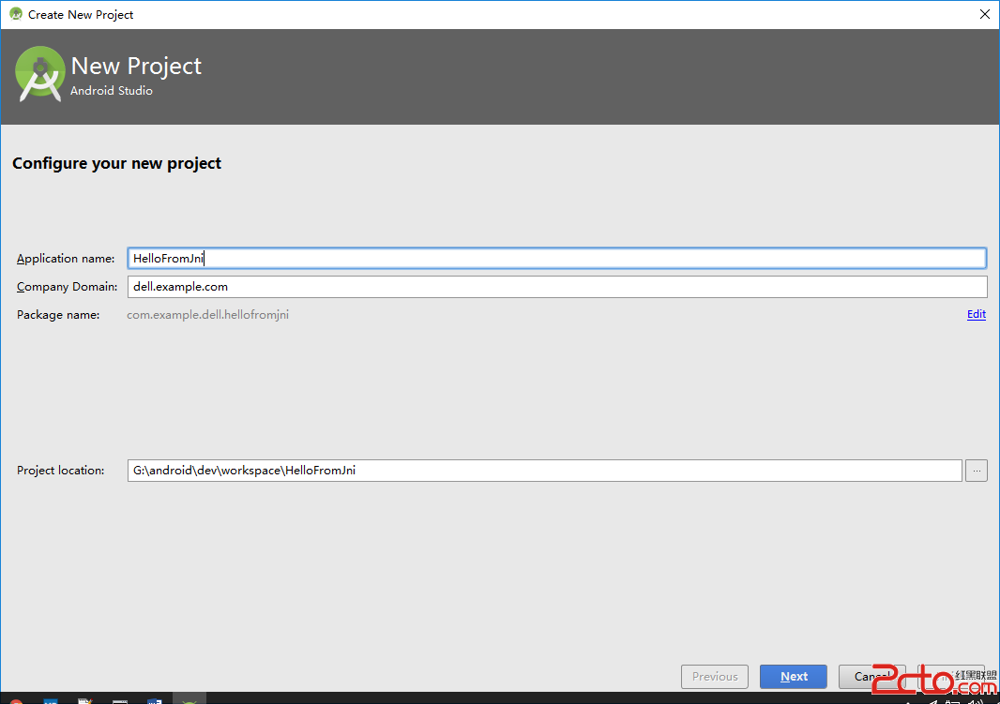 Create New Project
New Project
Android Studio
Configure your new project
Application name: HelloFromJni
Company Domain: dell.example.com
Package name: com.example.dell.hellofromjni Edit
Project location: G:\android\dev\workspace\HelloFromJni ...
Previous Next Cancel
2cto.com 红黑联盟